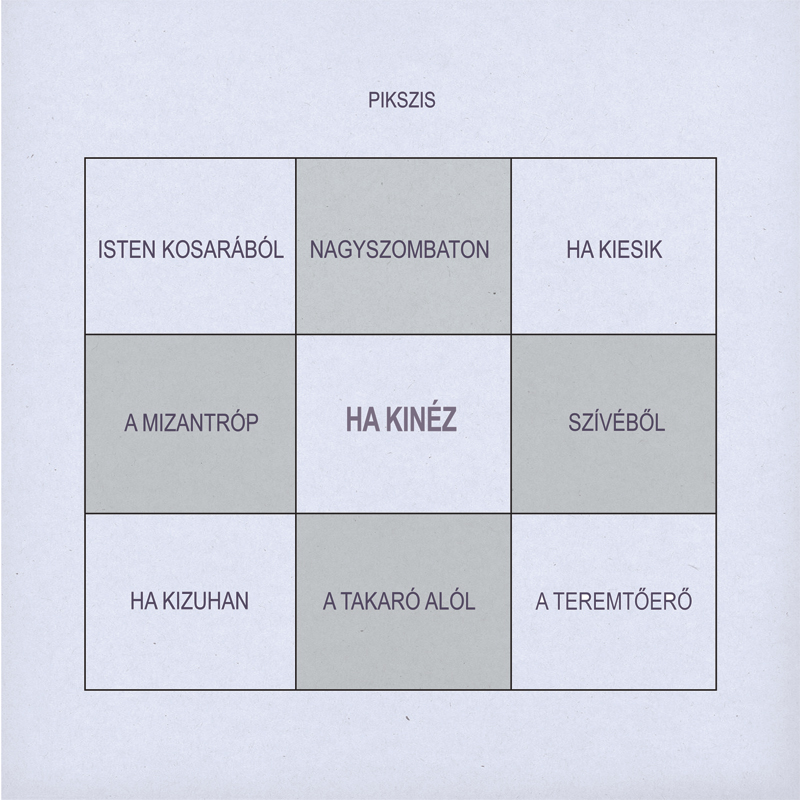 PIKSZIS
ISTEN KOSARÁBÓL
NAGYSZOMBATON
HA KIESIK
A MIZANTRÓP
HA KINÉZ
SZÍVÉBŐL
HA KIZUHAN
A TAKARÓ ALÓL
A TEREMTŐERŐ